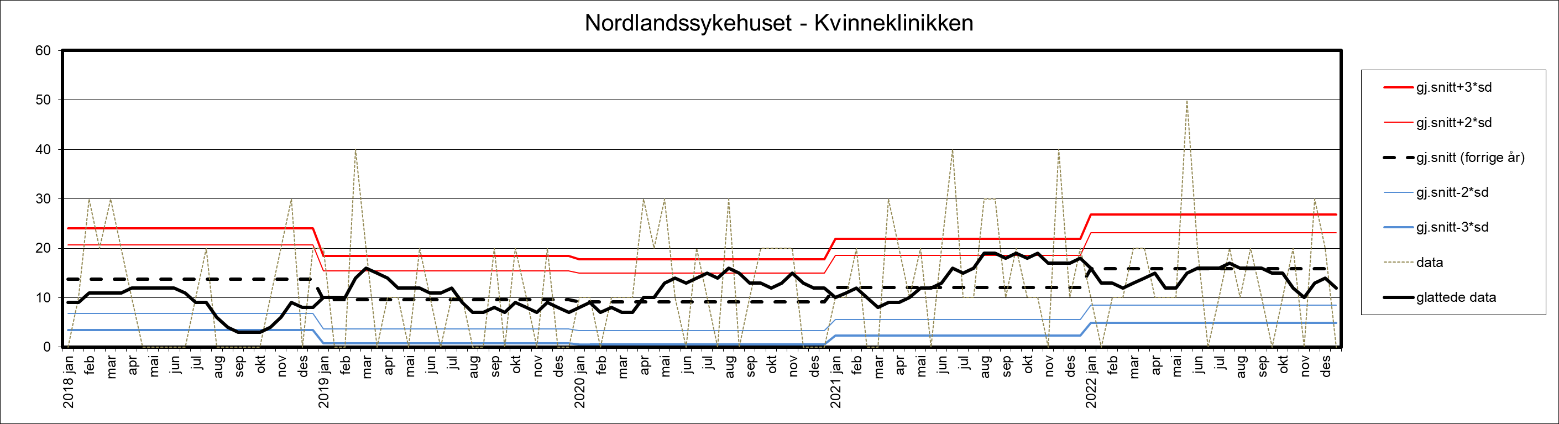 Nordlandssykehuset - Kvinneklinikken
60
50
40
30
20
10
0
2018 jan
feb
mar
apr
mai
jun
jul
aug
sep
okt
nov
des
2019 jan
feb
mar
apr
mai
jun
jul
aug
sep
okt
nov
des
2020 jan
feb
mar
apr
mai
jun
jul
aug
sep
okt
nov
des
2021 jan
feb
mar
apr
mai
jun
jul
aug
sep
okt
nov
des
2022 jan
feb
mar
apr
mai
jun
jul
aug
sep
okt
nov
des
gj.snitt+3*sd
gj.snitt+2*sd
gj.snitt (forrige år)
gj.snitt-2*sd
gj.snitt-3*sd
data
glattede data